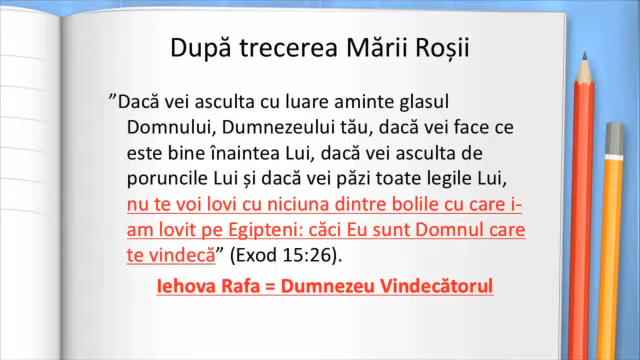 După trecerea Mării Roșii
”Dacă vei asculta cu luare aminte glasul
Domnului, Dumnezeului tău, dacă vei face ce
este bine înaintea Lui, dacă vei asculta de
poruncile Lui și dacă vei păzi toate legile Lui,
nu te voi lovi cu niciuna dintre bolile cu care i-
am lovit pe Egipteni: căci Eu sunt Domnul care
te vindecă” (Exod 15:26).
Iehova Rafa = Dumnezeu Vindecătorul